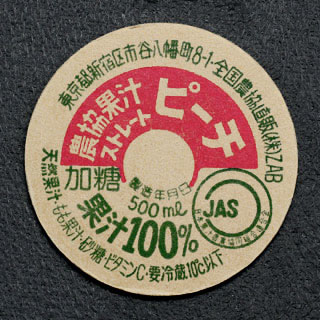 東京都新宿区市谷八幡町8-1・全国農協直販(株)ZAB
農協果汁
ストレート
ピーチ
加糖
製造年月日
500ml
果汁100%
JAS
天然果汁・もも果汁・砂糖・ビタミンC・要冷蔵10℃以下